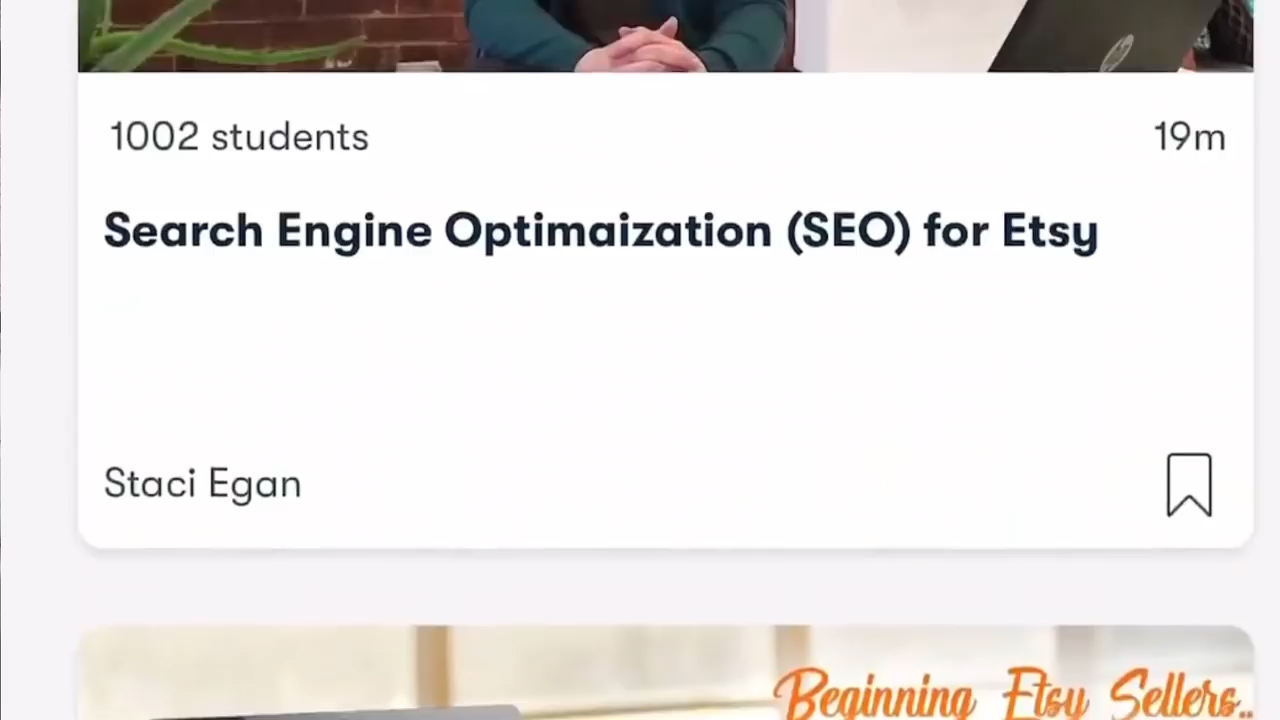 1002 students
19m
Search Engine Optimaization (SEO) for Etsy
Staci Egan
Beginning Etsy Sellers..